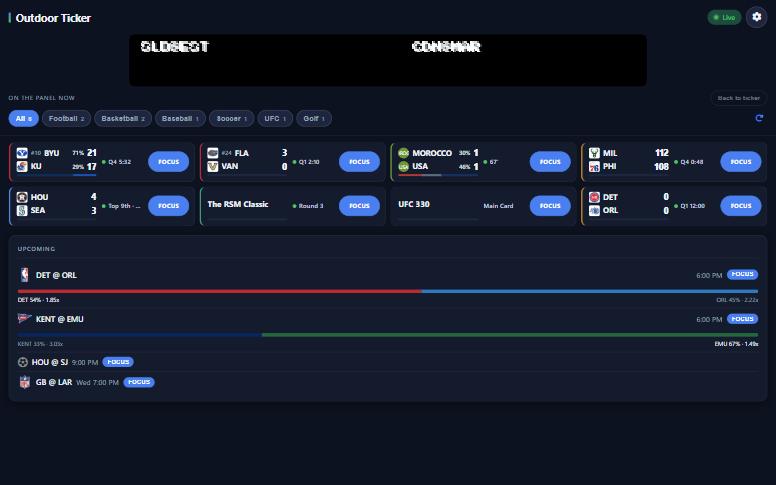 Outdoor Ticker
Live
ON THE PANEL NOW
Back to ticker
All 8 Football 2 Basketball 2 Baseball 1 Soccer 1 UFC 1 Golf 1
#10 BYU 71% 21
KU 29% 17
Q4 5:32
FOCUS
#24 FLA 3
VAN 0
Q1 2:10
FOCUS
MOROCCO 30% 1
USA 46% 1
67'
FOCUS
MIL 112
PHI 108
Q4 0:48
FOCUS
HOU 4
SEA 3
Top 9th · ...
FOCUS
The RSM Classic
Round 3
FOCUS
UFC 330
Main Card
FOCUS
DET 0
ORL 0
Q1 12:00
FOCUS
UPCOMING
DET @ ORL 6:00 PM FOCUS
DET 54% · 1.85x ORL 45% · 2.22x
KENT @ EMU 6:00 PM FOCUS
KENT 33% · 3.03x EMU 67% · 1.49x
HOU @ SJ 9:00 PM FOCUS
GB @ LAR Wed 7:00 PM FOCUS